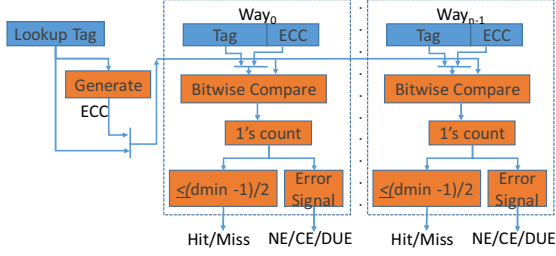 Way0
Wayn-1
Lookup Tag
Tag
ECC
Tag
ECC
Generate
ECC
Bitwise Compare
Bitwise Compare
1's count
1's count
<(dmin -1)/2
Error
Signal
<(dmin -1)/2
Error
Signal
Hit/Miss
NE/CE/DUE
Hit/Miss
NE/CE/DUE